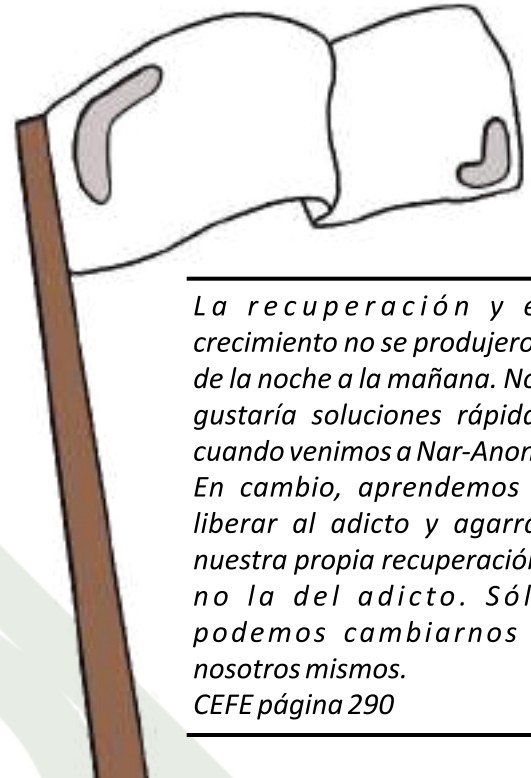 La recuperación y e
crecimiento no se produjero
de la noche a la mañana. No
gustaría soluciones rápida
cuando venimos a Nar-Anon
En cambio, aprendemos
liberar al adicto y agarra
nuestra propia recuperación
no la del adicto. Sól
podemos cambiarnos
nosotros mismos.
CEFE página 290